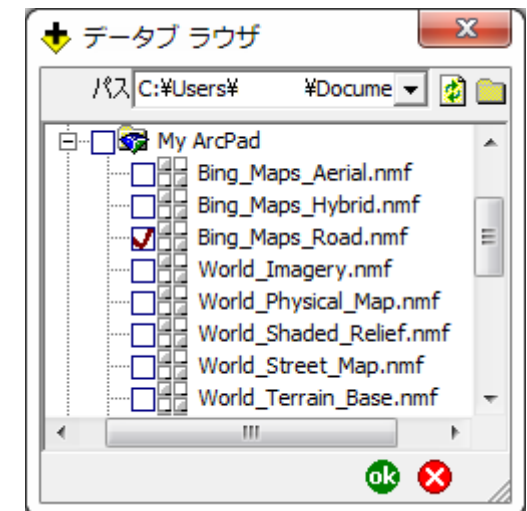 データブ ラウザ
パス C:¥Users¥ ¥Docume
My ArcPad
Bing_Maps_Aerial.nmf
Bing_Maps_Hybrid.nmf
Bing_Maps_Road.nmf
World_Imagery.nmf
World_Physical_Map.nmf
World_Shaded_Relief.nmf
World_Street_Map.nmf
World_Terrain_Base.nmf
ok